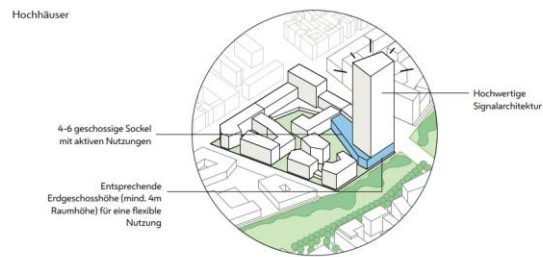 Hochhäuser
Hochwertige
Signalarchitektur
4-6 geschossige Sockel
mit aktiven Nutzungen
Entsprechende
Erdgeschosshöhe (mind. 4m
Raumhöhe) für eine flexible
Nutzung